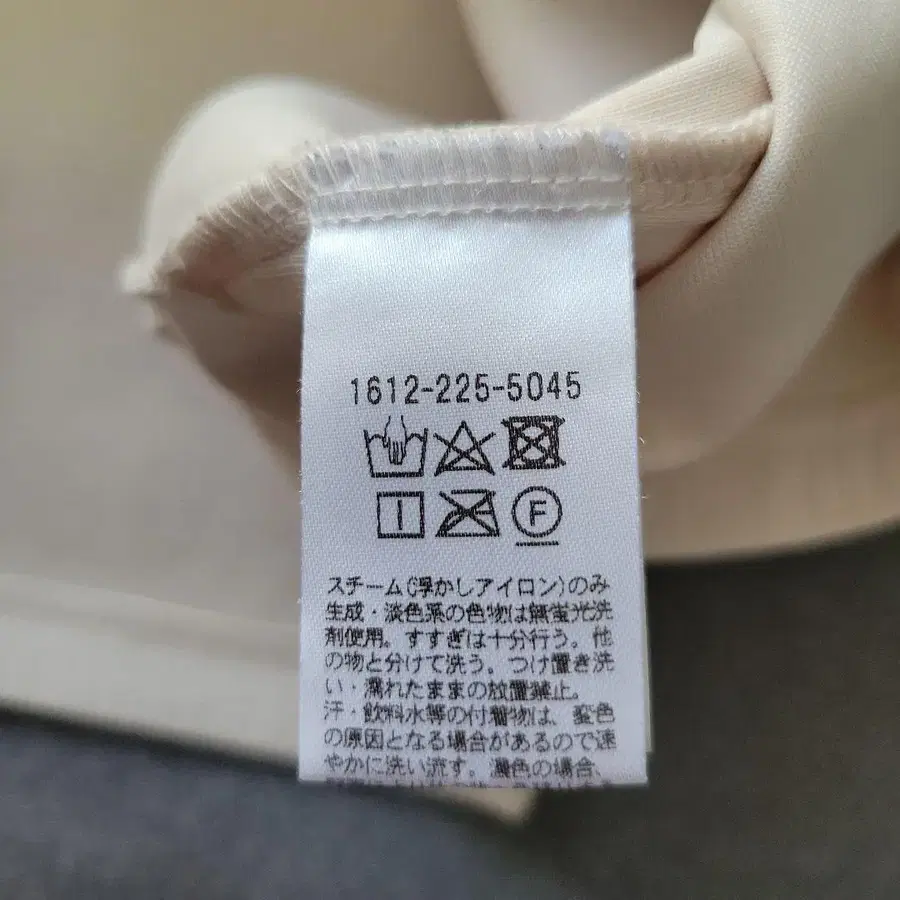 1612-225-5045
F
スチーム(浮かしアイロン)のみ
生成・淡色系の色物は無蛍光洗
剤使用。すすぎは十分行う。他
の物と分けて洗う。つけ置き洗
い・濡れたままの放置禁止。
汗・飲料水等の付着物は、変色
の原因となる場合があるので速
やかに洗い流す。濃色の場合、